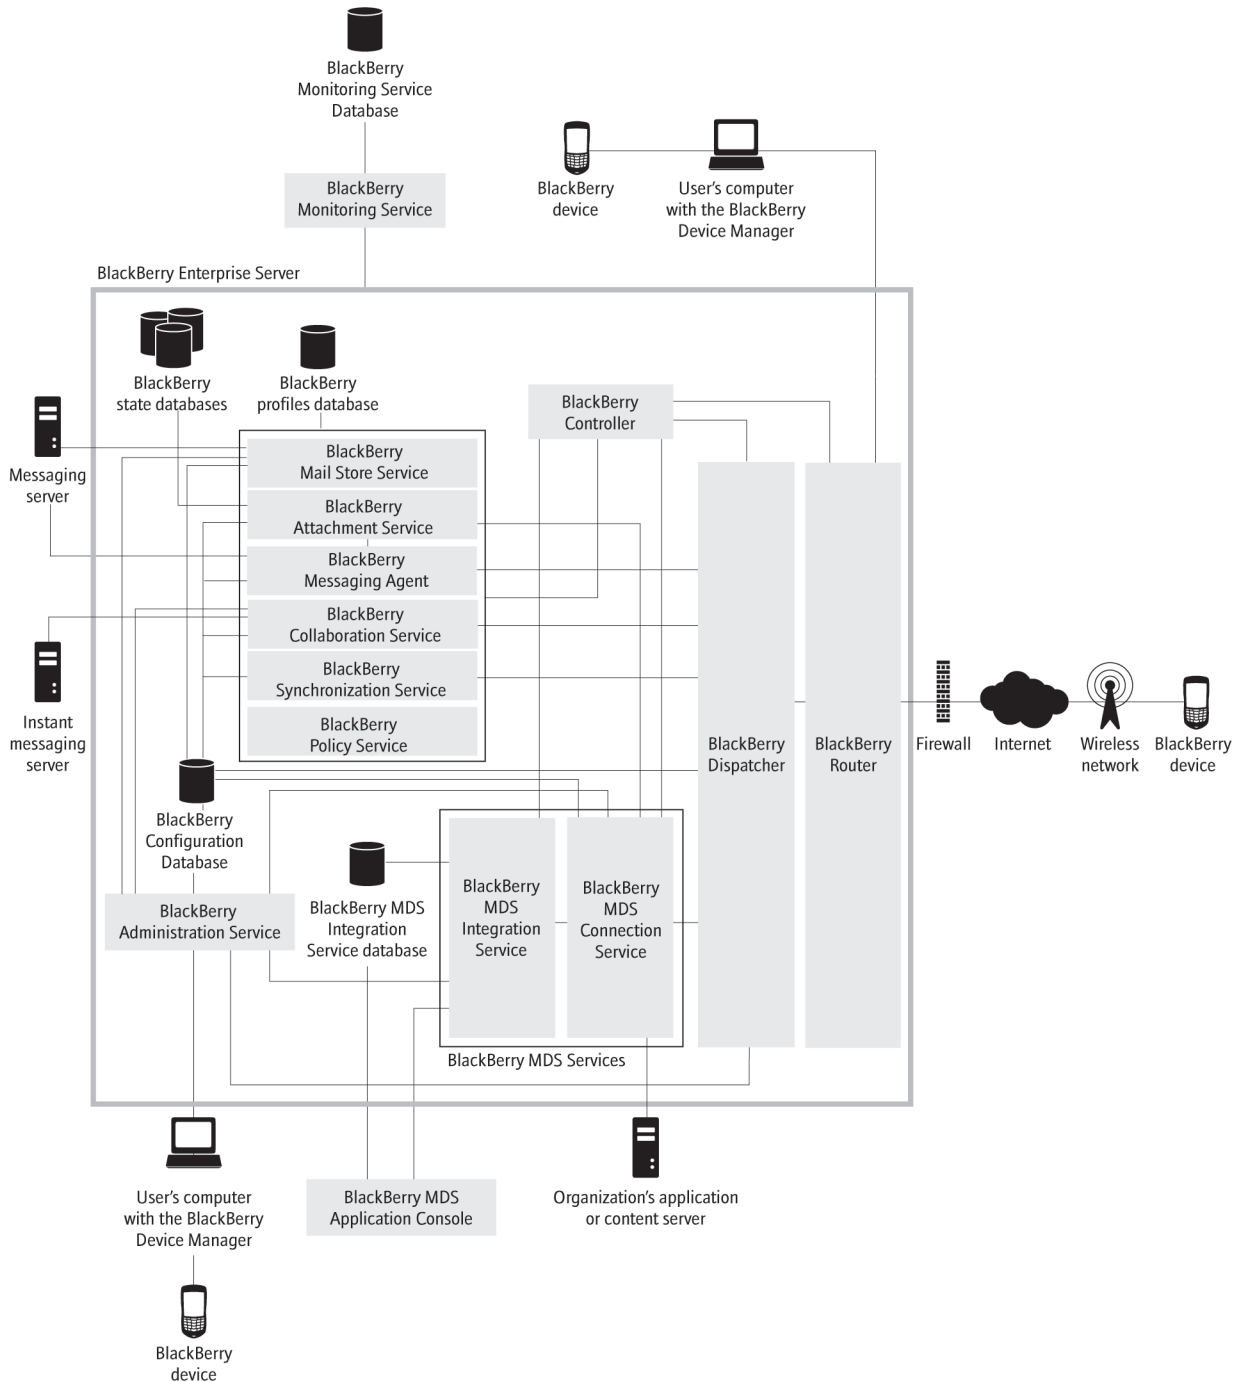 BlackBerry
Monitoring Service
Database
BlackBerry
device
User's computer
with the BlackBerry
Device Manager
BlackBerry
Monitoring Service
BlackBerry Enterprise Server
BlackBerry
state databases
BlackBerry
profiles database
BlackBerry
Controller
Messaging
server
BlackBerry
Mail Store Service
BlackBerry
Attachment Service
BlackBerry
Messaging Agent
BlackBerry
Collaboration Service
BlackBerry
Synchronization Service
BlackBerry
Policy Service
Instant
messaging
server
BlackBerry
Dispatcher
BlackBerry
Router
Firewall
Internet
Wireless
network
BlackBerry
device
BlackBerry
Configuration
Database
BlackBerry
Administration Service
BlackBerry MDS
Integration
Service database
BlackBerry
MDS
Integration
Service
BlackBerry
MDS
Connection
Service
BlackBerry MDS Services
User's computer
with the BlackBerry
Device Manager
BlackBerry MDS
Application Console
Organization's application
or content server
BlackBerry
device